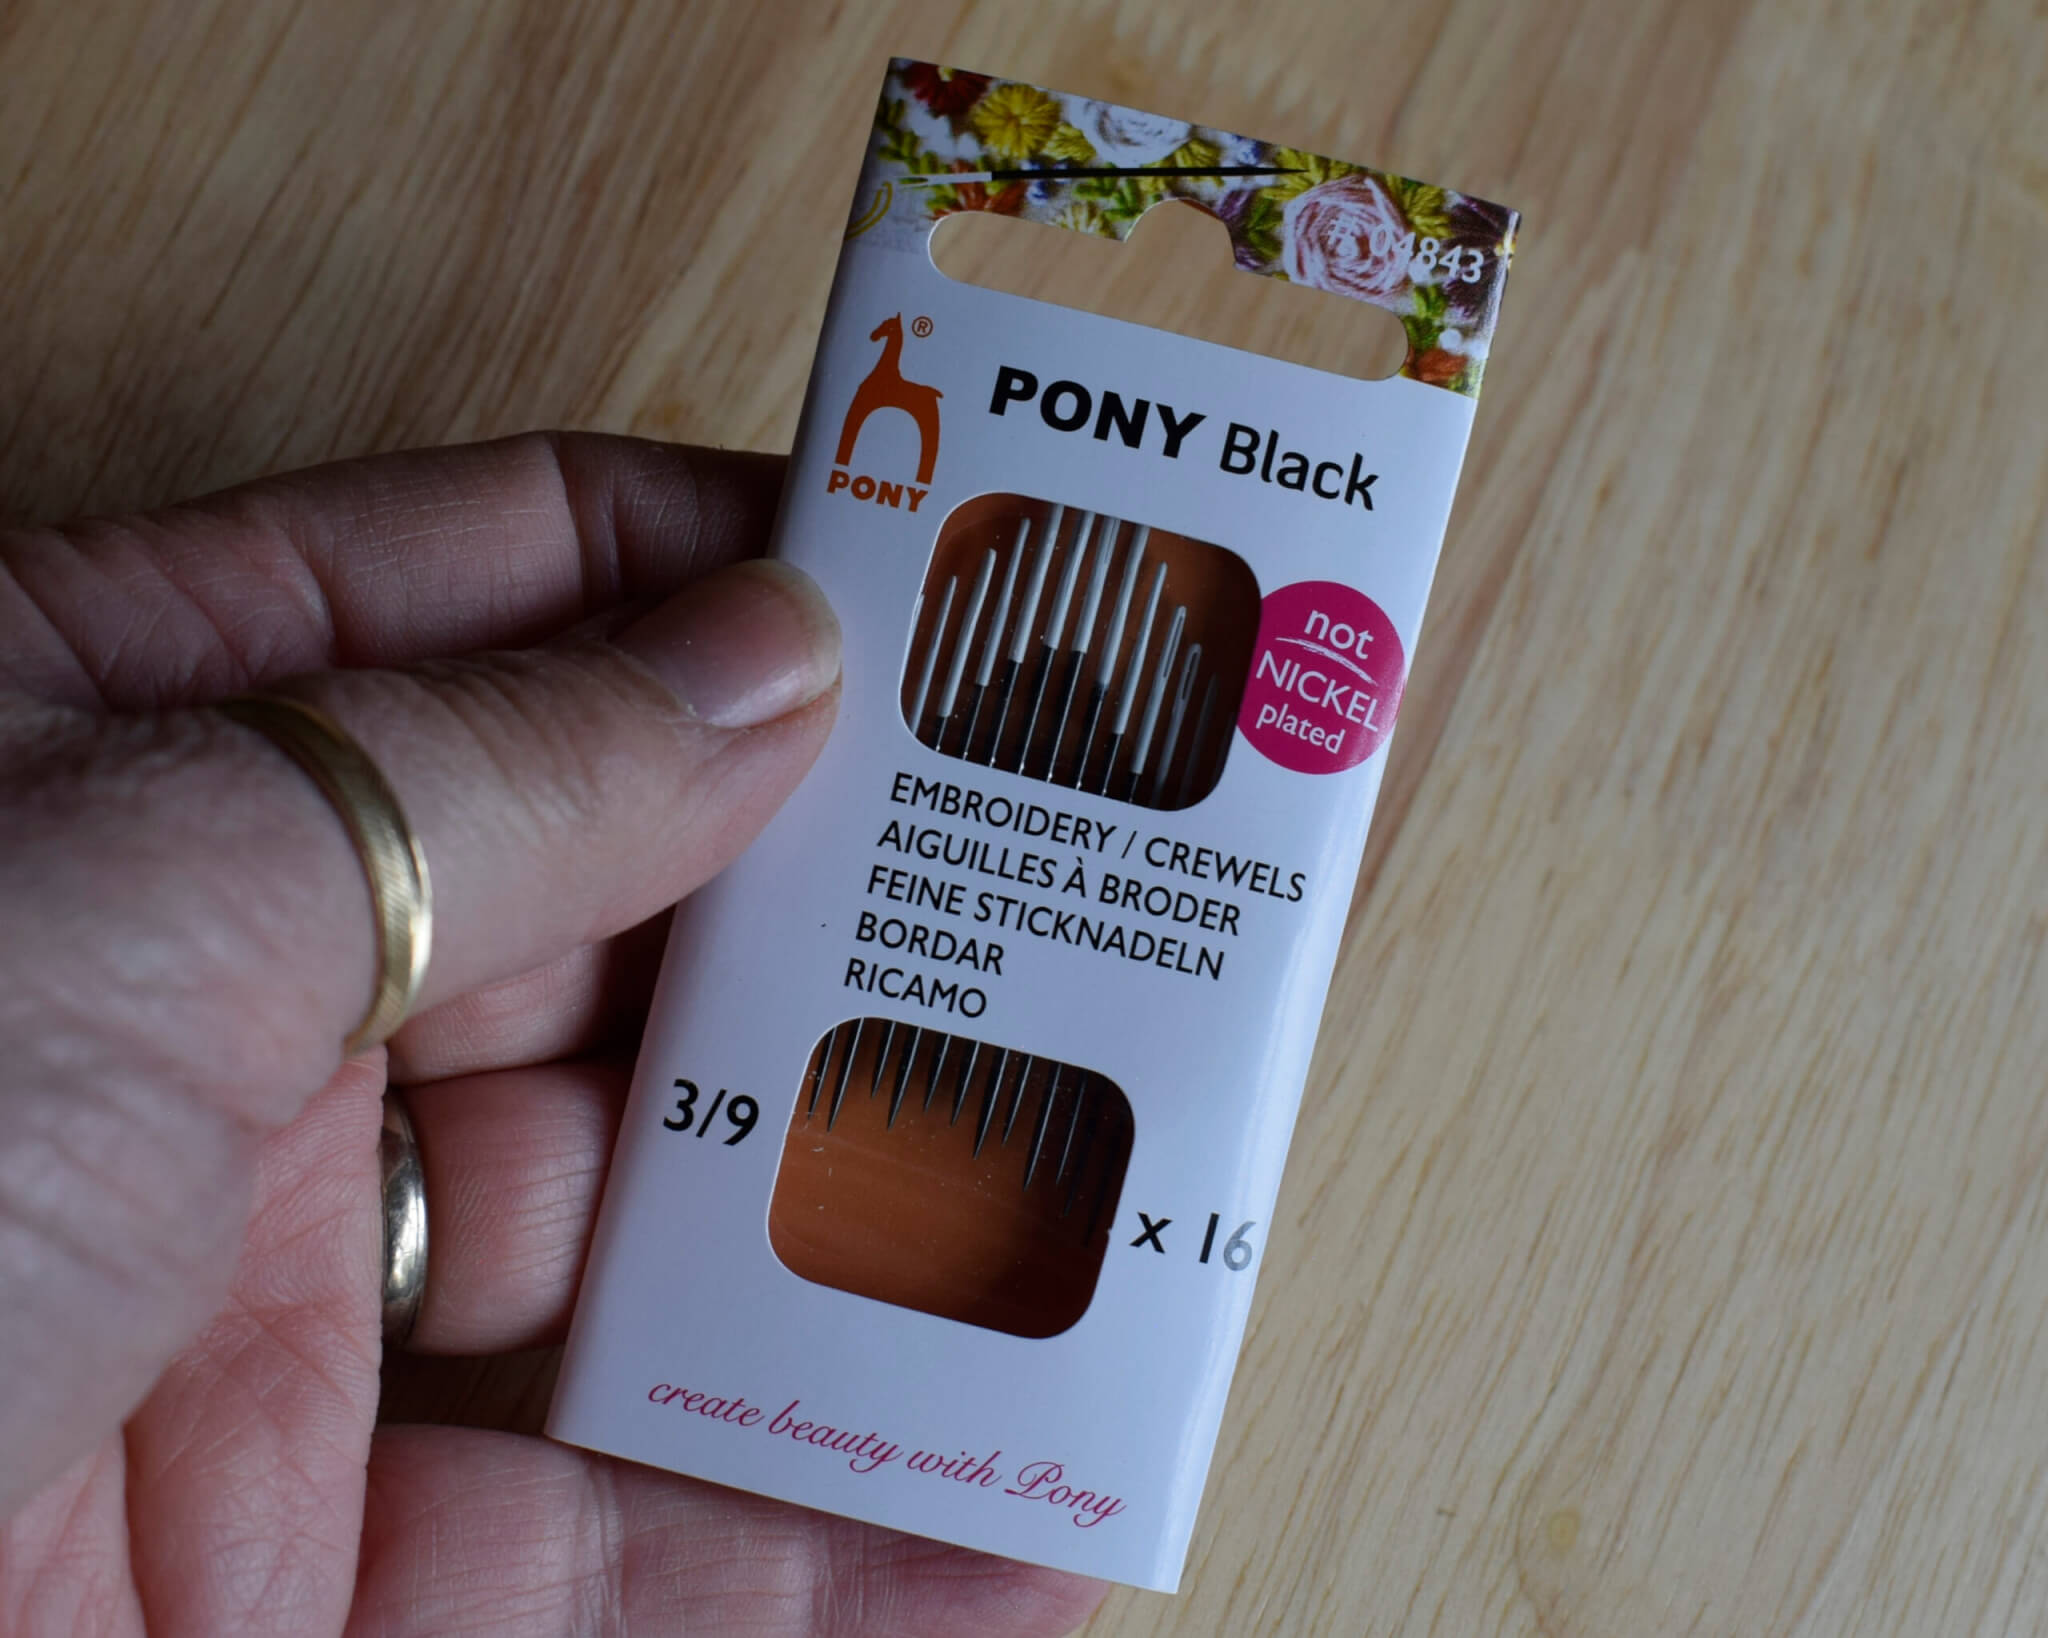 # 04843
®
PONY
PONY Black
not
NICKEL
plated
EMBROIDERY / CREWELS
AIGUILLES À BRODER
FEINE STICKNADELN
BORDAR
RICAMO
3/9
x 16
create beauty with Pony